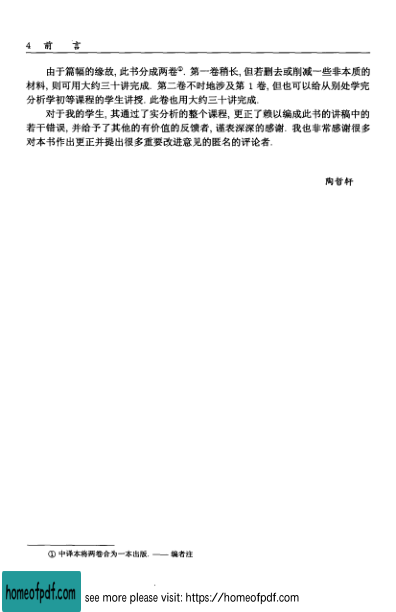 4 前 言
由于篇幅的缘故, 此书分成两卷①. 第一卷稍长, 但若删去或削减一些非本质的
材料, 则可用大约三十讲完成. 第二卷不时地涉及第 1 卷, 但也可以给从别处学完
分析学初等课程的学生讲授. 此卷也用大约三十讲完成.
对于我的学生, 其通过了实分析的整个课程, 更正了赖以编成此书的讲稿中的
若干错误, 并给予了其他的有价值的反馈者, 谨表深深的感谢. 我也非常感谢很多
对本书作出更正并提出很多重要改进意见的匿名的评论者.
陶哲轩
① 中译本将两卷合为一本出版. —— 编者注
homeofpdf.com see more please visit: https://homeofpdf.com